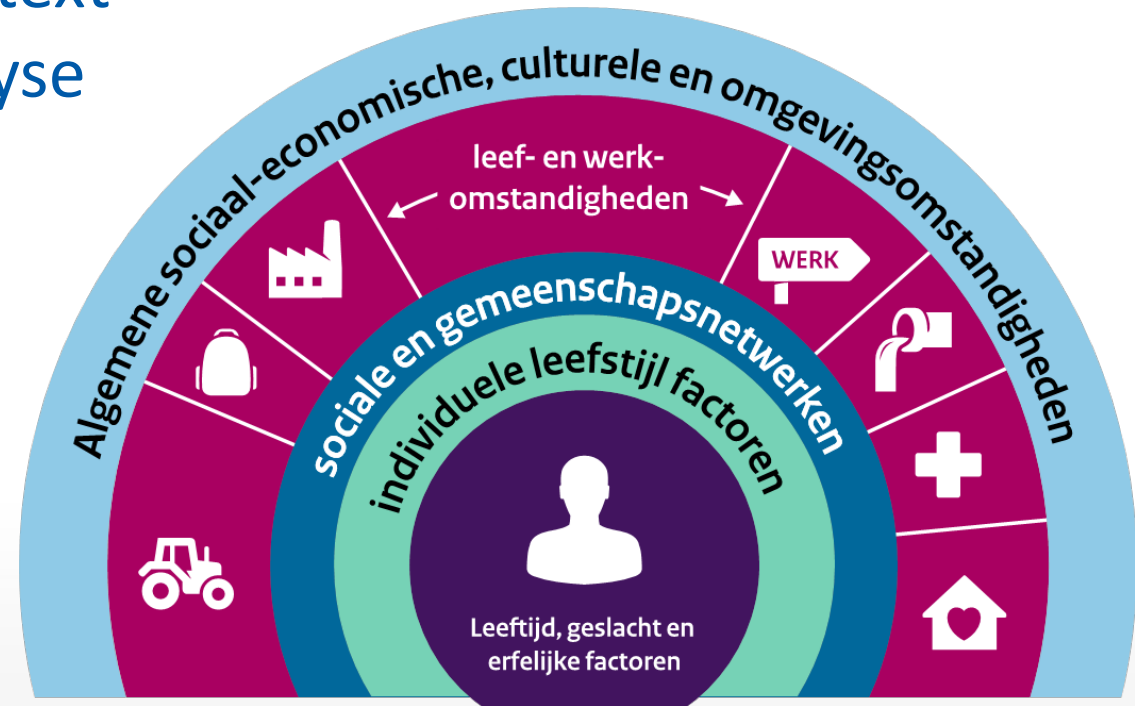 text
yse
Algemene sociaal-economische, culturele en omgevingsomstandigheden
leef- en werk-
omstandigheden
WERK
sociale en gemeenschapsnetwerken
individuele leefstijl factoren
Leeftijd, geslacht en
erfelijke factoren